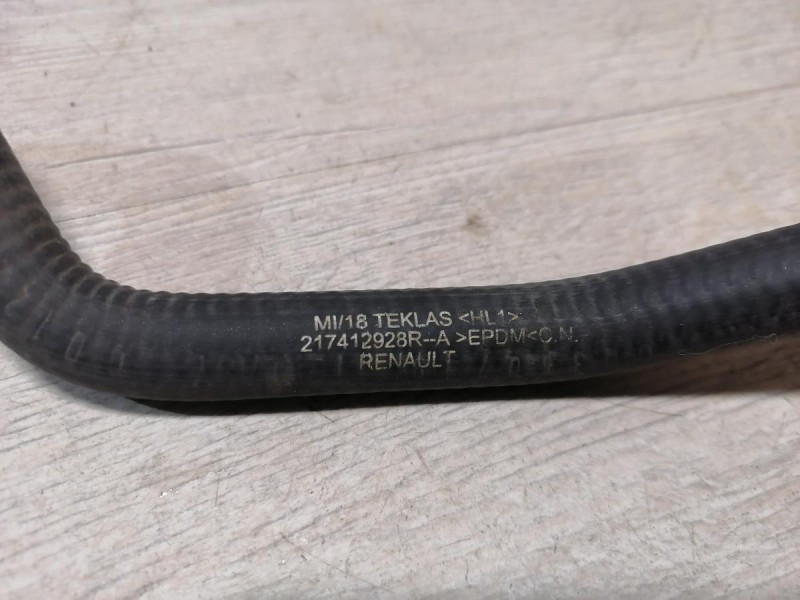 MI/18 TEKLAS <HL1>
217412928R--A >EPDM<C.N.
RENAULT